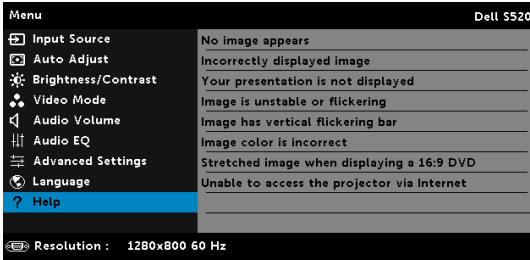 Menu Dell S520
Input Source
Auto Adjust
Brightness/Contrast
Video Mode
Audio Volume
Audio EQ
Advanced Settings
Language
? Help
No image appears
Incorrectly displayed image
Your presentation is not displayed
Image is unstable or flickering
Image has vertical flickering bar
Image color is incorrect
Stretched image when displaying a 16:9 DVD
Unable to access the projector via Internet
Resolution : 1280x800 60 Hz